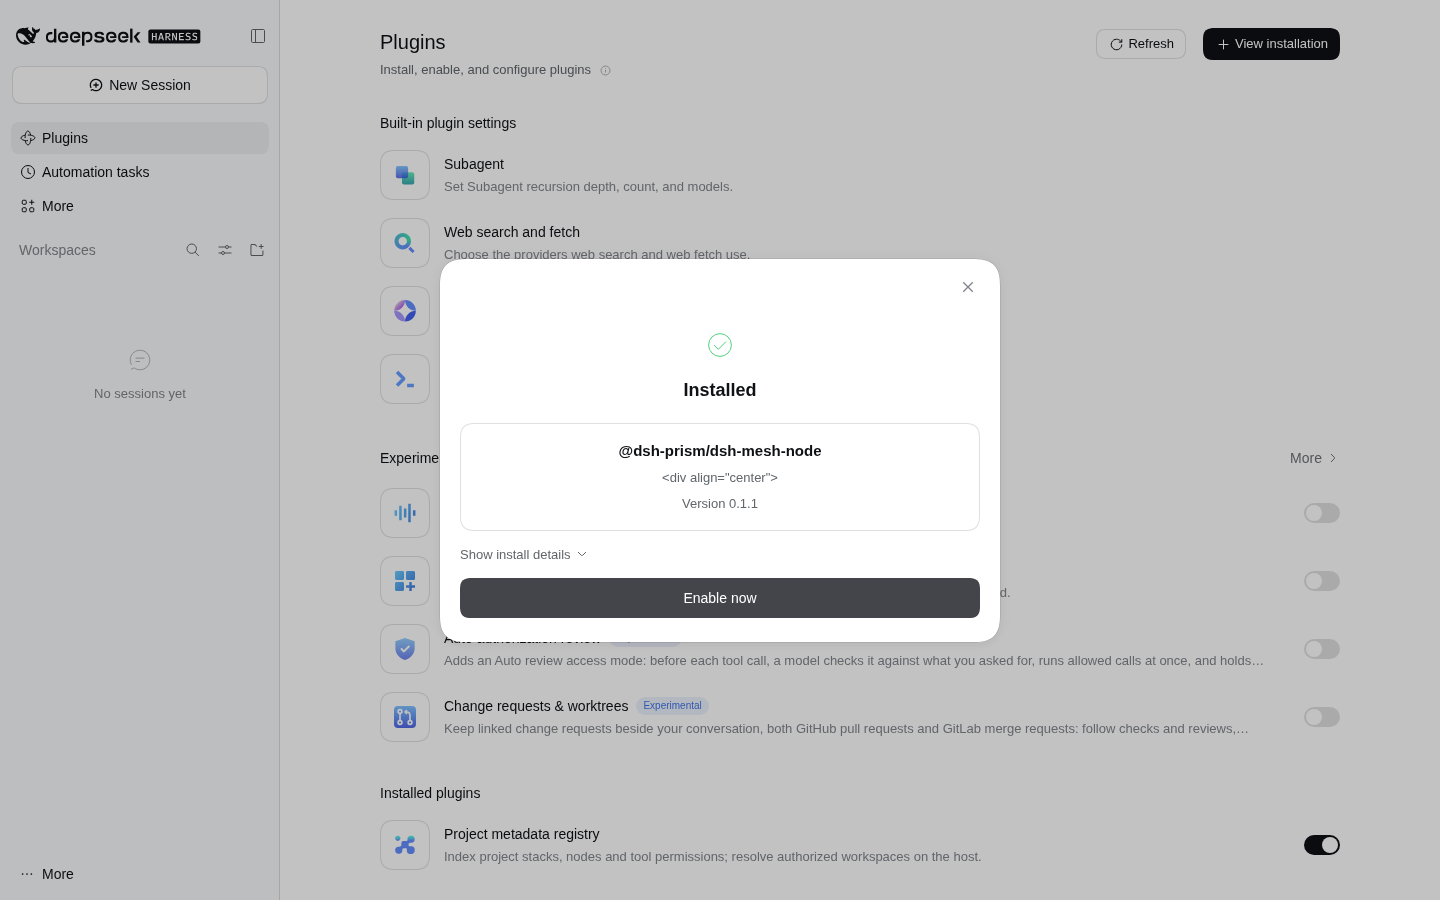 deepseek HARNESS
New Session
Plugins
Automation tasks
More
Workspaces
No sessions yet
More
Plugins
Install, enable, and configure plugins
Refresh
View installation
Built-in plugin settings
Subagent
Set Subagent recursion depth, count, and models.
Web search and fetch
Choose the providers web search and web fetch use.
Installed
@dsh-prism/dsh-mesh-node
<div align="center">
Version 0.1.1
Show install details
Enable now
Experime
More
d.
Adds an Auto review access mode: before each tool call, a model checks it against what you asked for, runs allowed calls at once, and holds…
Change requests & worktrees Experimental
Keep linked change requests beside your conversation, both GitHub pull requests and GitLab merge requests: follow checks and reviews,…
Installed plugins
Project metadata registry
Index project stacks, nodes and tool permissions; resolve authorized workspaces on the host.